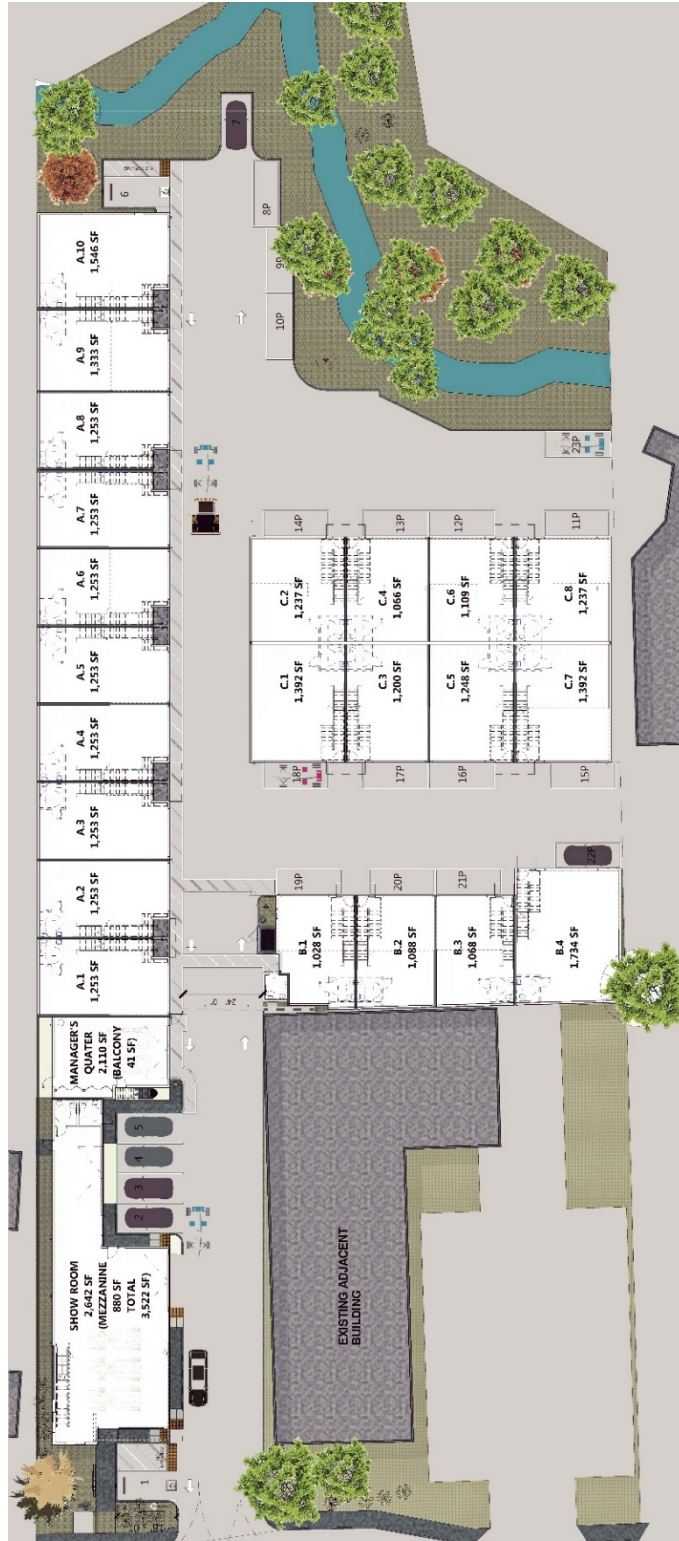 7
6
8P
9P
10P
A.10
1,546 SF
A.9
1,333 SF
A.8
1,253 SF
A.7
1,253 SF
A.6
1,253 SF
A.5
1,253 SF
A.4
1,253 SF
A.3
1,253 SF
A.2
1,253 SF
A.1
1,253 SF
23P
14P
13P
12P
11P
C.2
1,237 SF
C.4
1,066 SF
C.6
1,109 SF
C.8
1,237 SF
C.1
1,392 SF
C.3
1,200 SF
C.5
1,248 SF
C.7
1,392 SF
18P
17P
16P
15P
22P
19P
20P
21P
B.1
1,028 SF
B.2
1,088 SF
B.3
1,068 SF
B.4
1,734 SF
24'
0"
MANAGER'S
QUATER
2,110 SF
(BALCONY
41 SF)
5
4
3
2
SHOW ROOM
2,642 SF
(MEZZANINE
880 SF
TOTAL
3,522 SF)
EXISTING ADJACENT
BUILDING
1